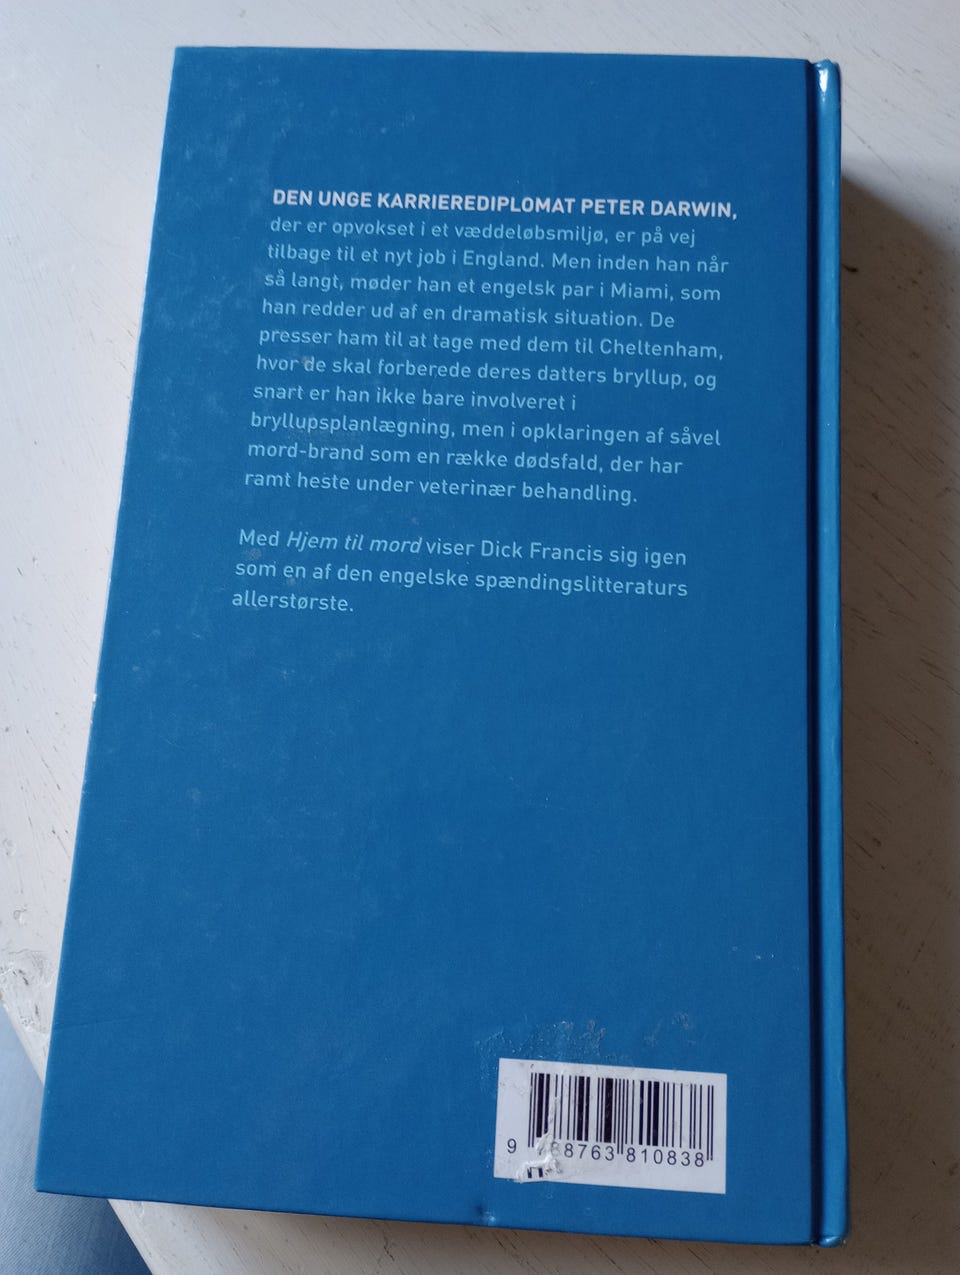 DEN UNGE KARRIEREDIPLOMAT PETER DARWIN,
der er opvokset i et væddeløbsmiljø, er på vej
tilbage til et nyt job i England. Men inden han når
så langt, møder han et engelsk par i Miami, som
han redder ud af en dramatisk situation. De
presser ham til at tage med dem til Cheltenham,
hvor de skal forberede deres datters bryllup, og
snart er han ikke bare involveret i
bryllupsplanlægning, men i opklaringen af såvel
mord-brand som en række dødsfald, der har
ramt heste under veterinær behandling.
Med Hjem til mord viser Dick Francis sig igen
som en af den engelske spændingslitteraturs
allerstørste.
9 88763 810838